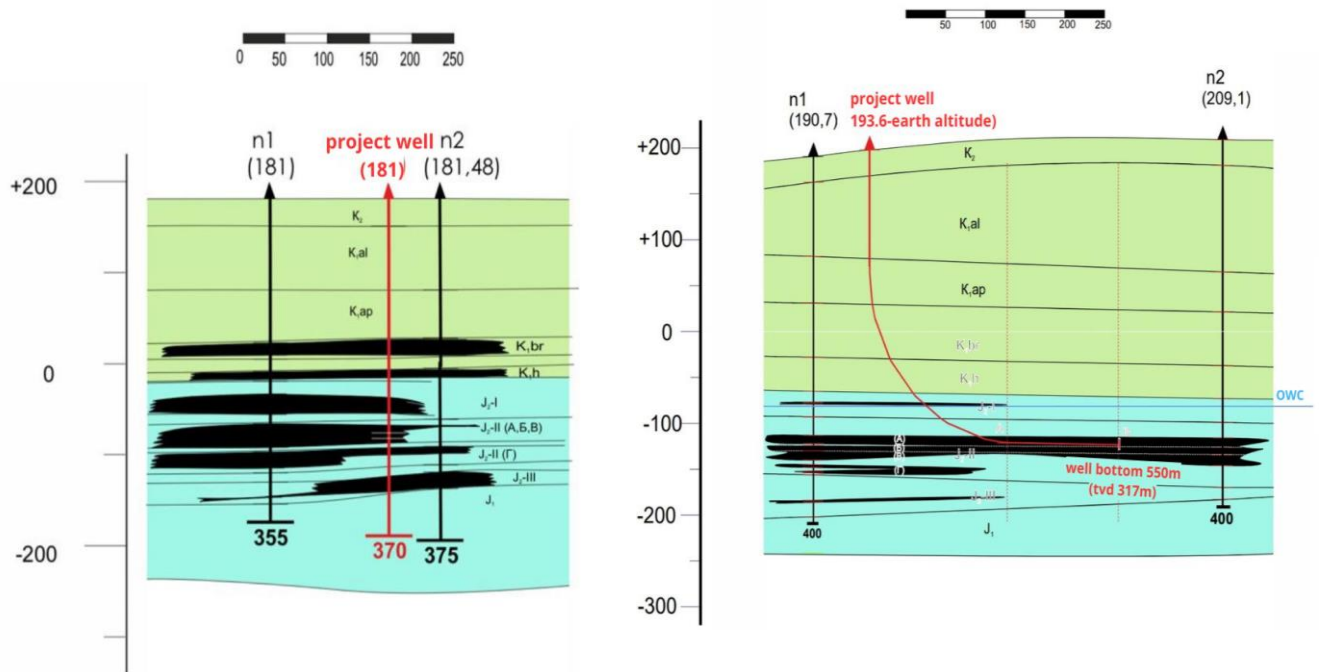 0 50 100 150 200 250
n1
(181)
project well
(181)
n2
(181,48)
+200
0
-200
K₂
K₁al
K₁ap
K₁br
K₁h
J₂-I
J₂-II (А,Б,В)
J₂-II (Г)
J₂-III
J₁
355
370
375
50 100 150 200 250
n1
(190,7)
project well
193.6-earth altitude)
n2
(209,1)
+200
+100
0
-100
-200
-300
K₂
K₁al
K₁ap
K₁br
K₁h
OWC
(А)
J₂-II
(Г)
well bottom 550m
(tvd 317m)
J₁
400
400